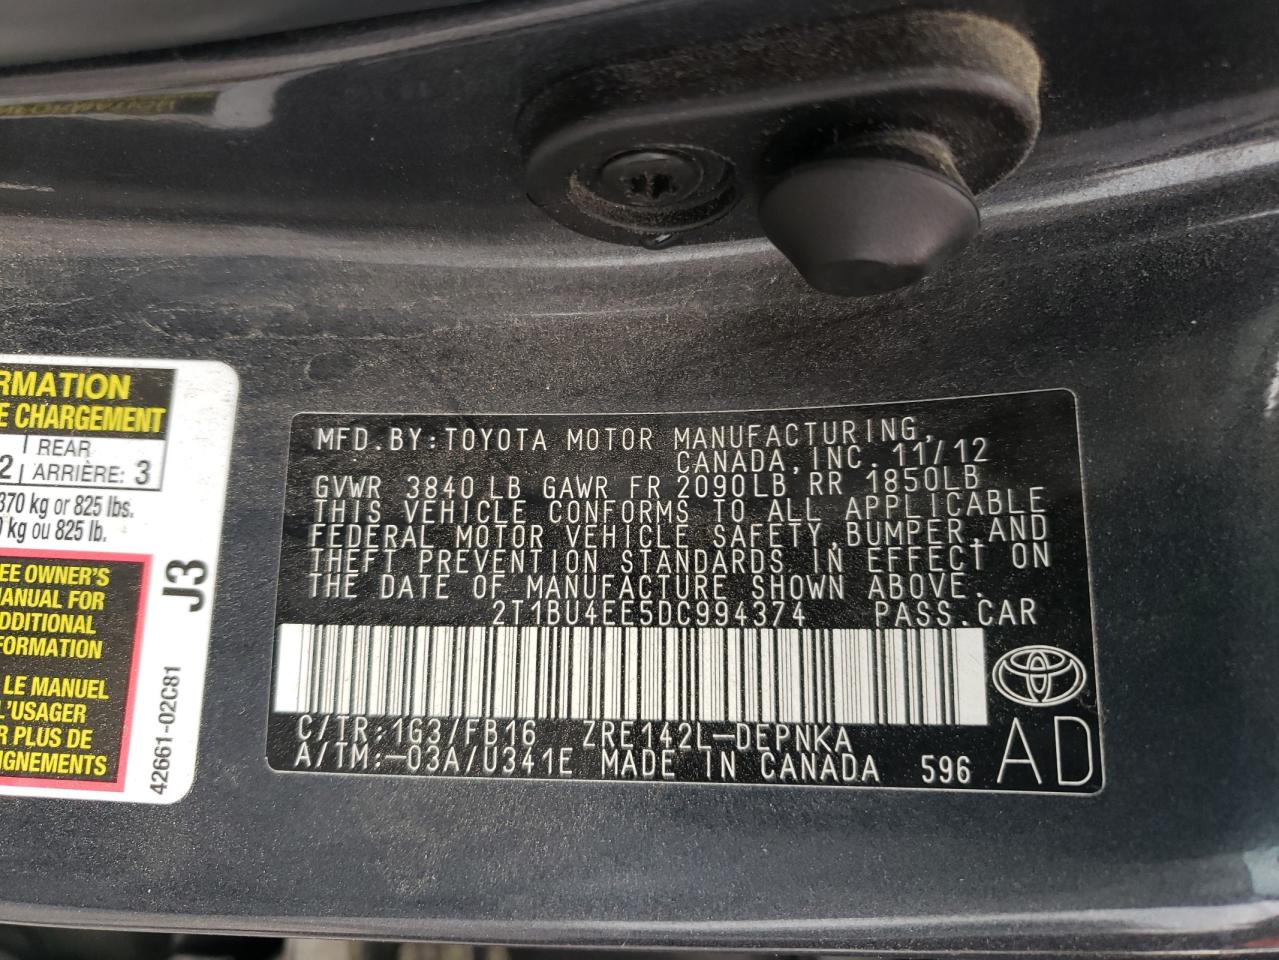 RMATION
E CHARGEMENT
2 REAR
ARRIÈRE: 3
370 kg or 825 lbs.
kg ou 825 lb.
EE OWNER'S
MANUAL FOR
ADDITIONAL
FORMATION
LE MANUEL
L'USAGER
R PLUS DE
IGNEMENTS
J3
42661-02C81
MFD.BY:TOYOTA MOTOR MANUFACTURING,
CANADA,INC. 11/12
GVWR 3840 LB GAWR FR 2090LB RR 1850LB
THIS VEHICLE CONFORMS TO ALL APPLICABLE
FEDERAL MOTOR VEHICLE SAFETY,BUMPER,AND
THEFT PREVENTION STANDARDS IN EFFECT ON
THE DATE OF MANUFACTURE SHOWN ABOVE.
2T1BU4EE5DC994374 PASS.CAR
C/TR:1G3/FB16 ZRE142L-DEPNKA
A/TM:-03A/U341E MADE IN CANADA 596
AD